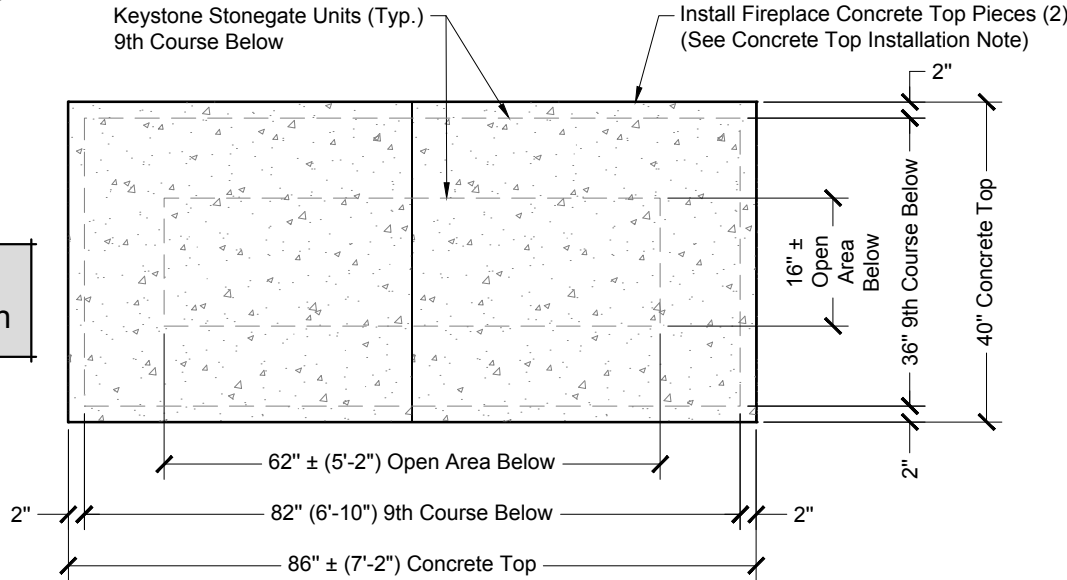 Keystone Stonegate Units (Typ.)
9th Course Below
Install Fireplace Concrete Top Pieces (2)
(See Concrete Top Installation Note)
2"
16" ±
Open
Area
Below
36" 9th Course Below
40" Concrete Top
2"
62" ± (5'-2") Open Area Below
2"
82" (6'-10") 9th Course Below
2"
86" ± (7'-2") Concrete Top